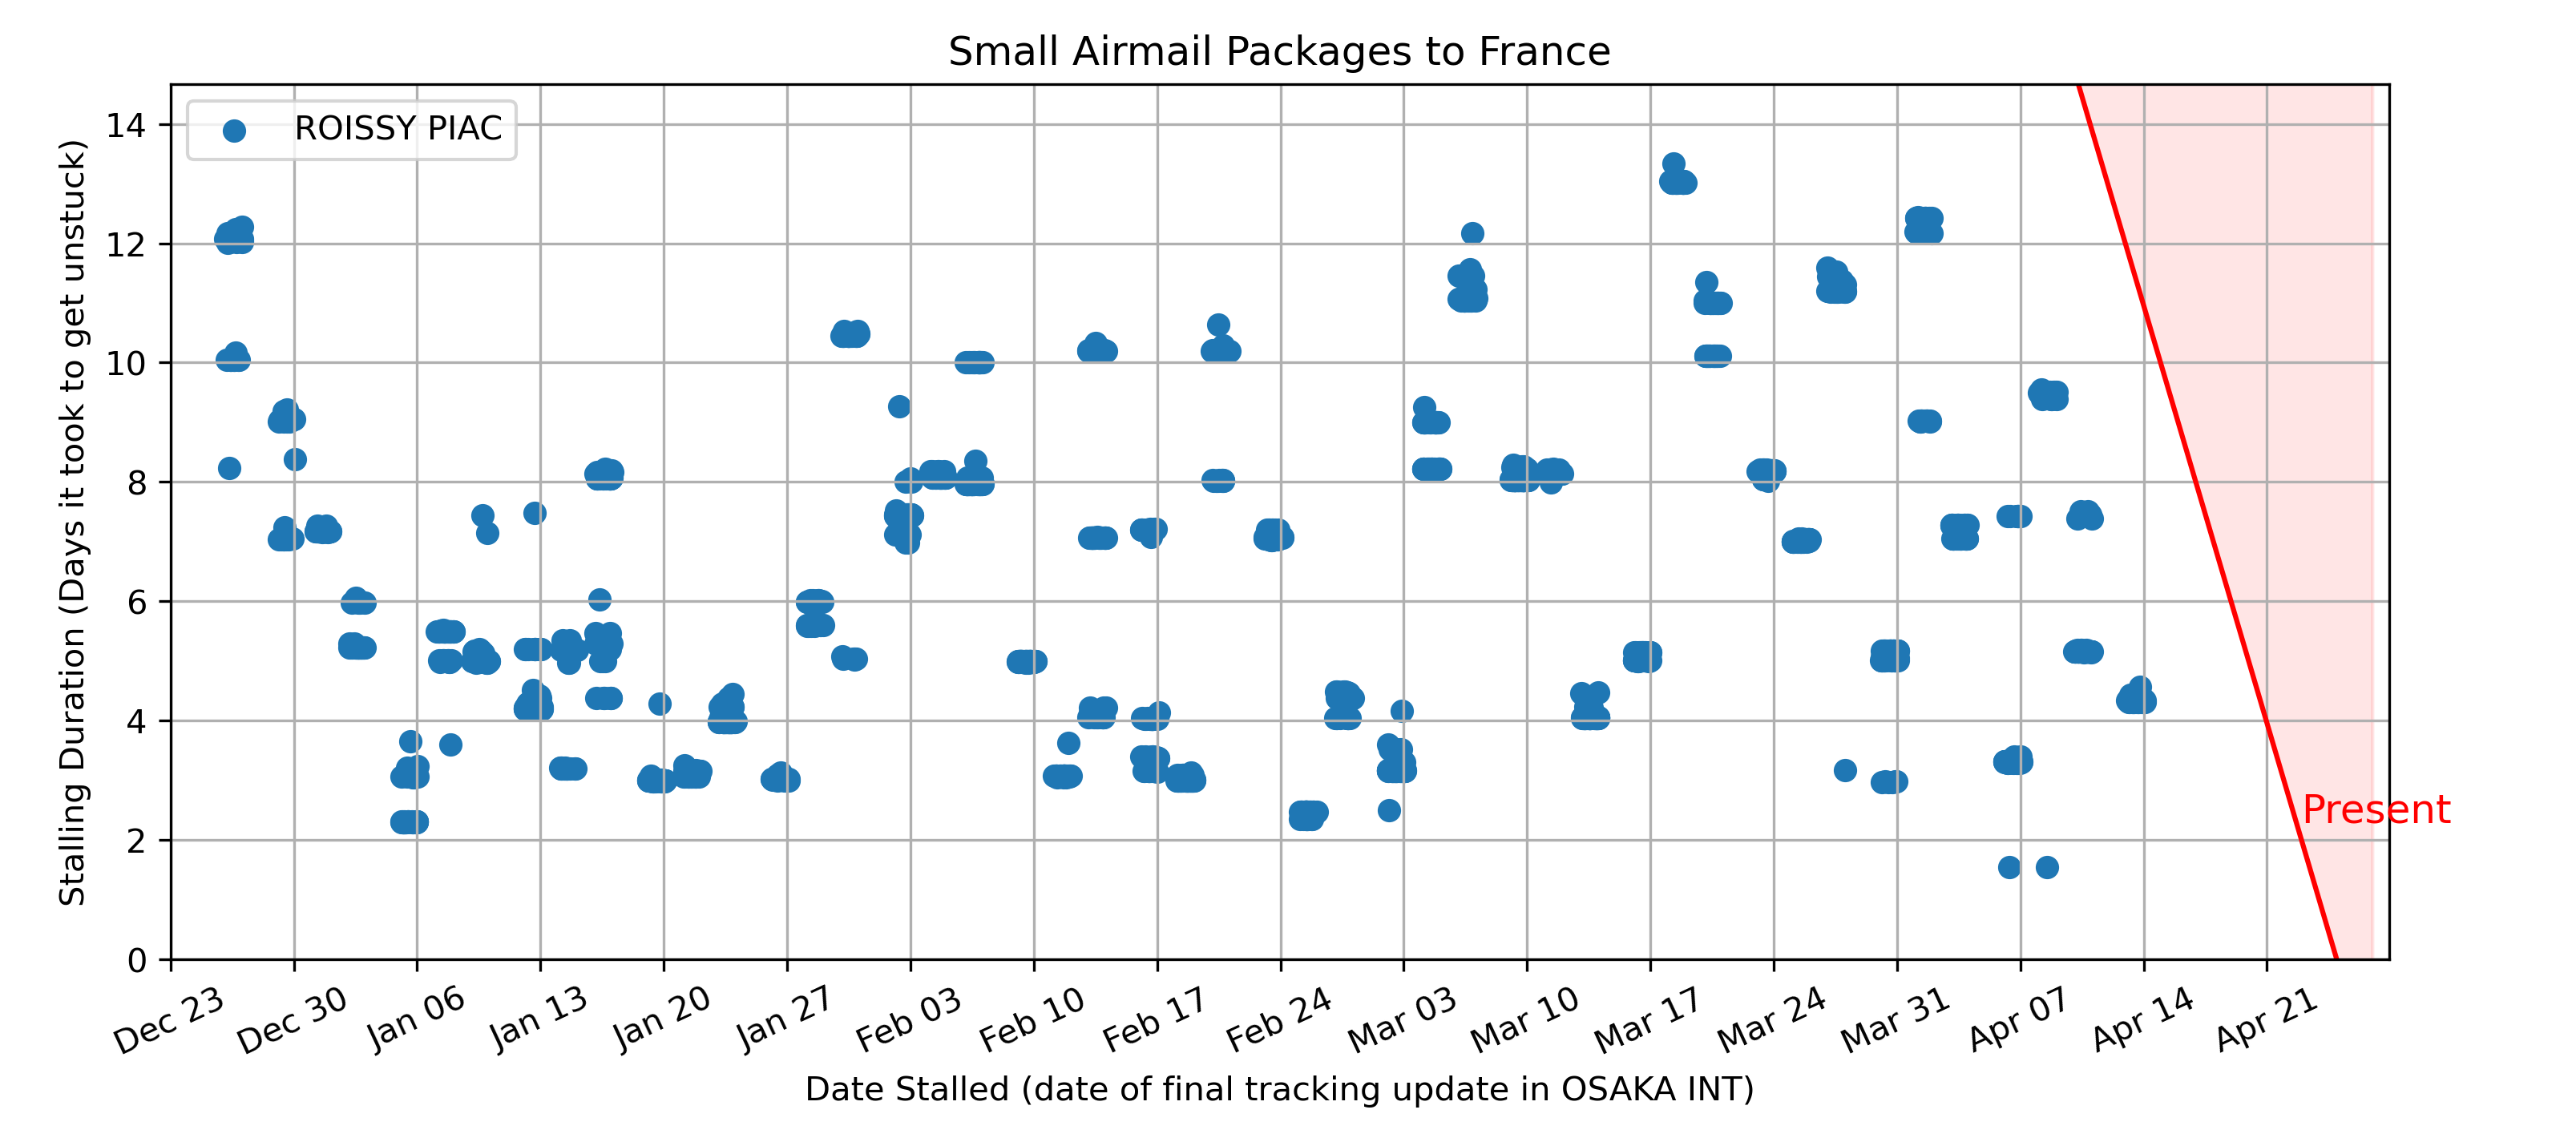 Small Airmail Packages to France
ROISSY PIAC
Stalling Duration (Days it took to get unstuck)
14
12
10
8
6
4
2
0
Present
Dec 23
Dec 30
Jan 06
Jan 13
Jan 20
Jan 27
Feb 03
Feb 10
Feb 17
Feb 24
Mar 03
Mar 10
Mar 17
Mar 24
Mar 31
Apr 07
Apr 14
Apr 21
Date Stalled (date of final tracking update in OSAKA INT)